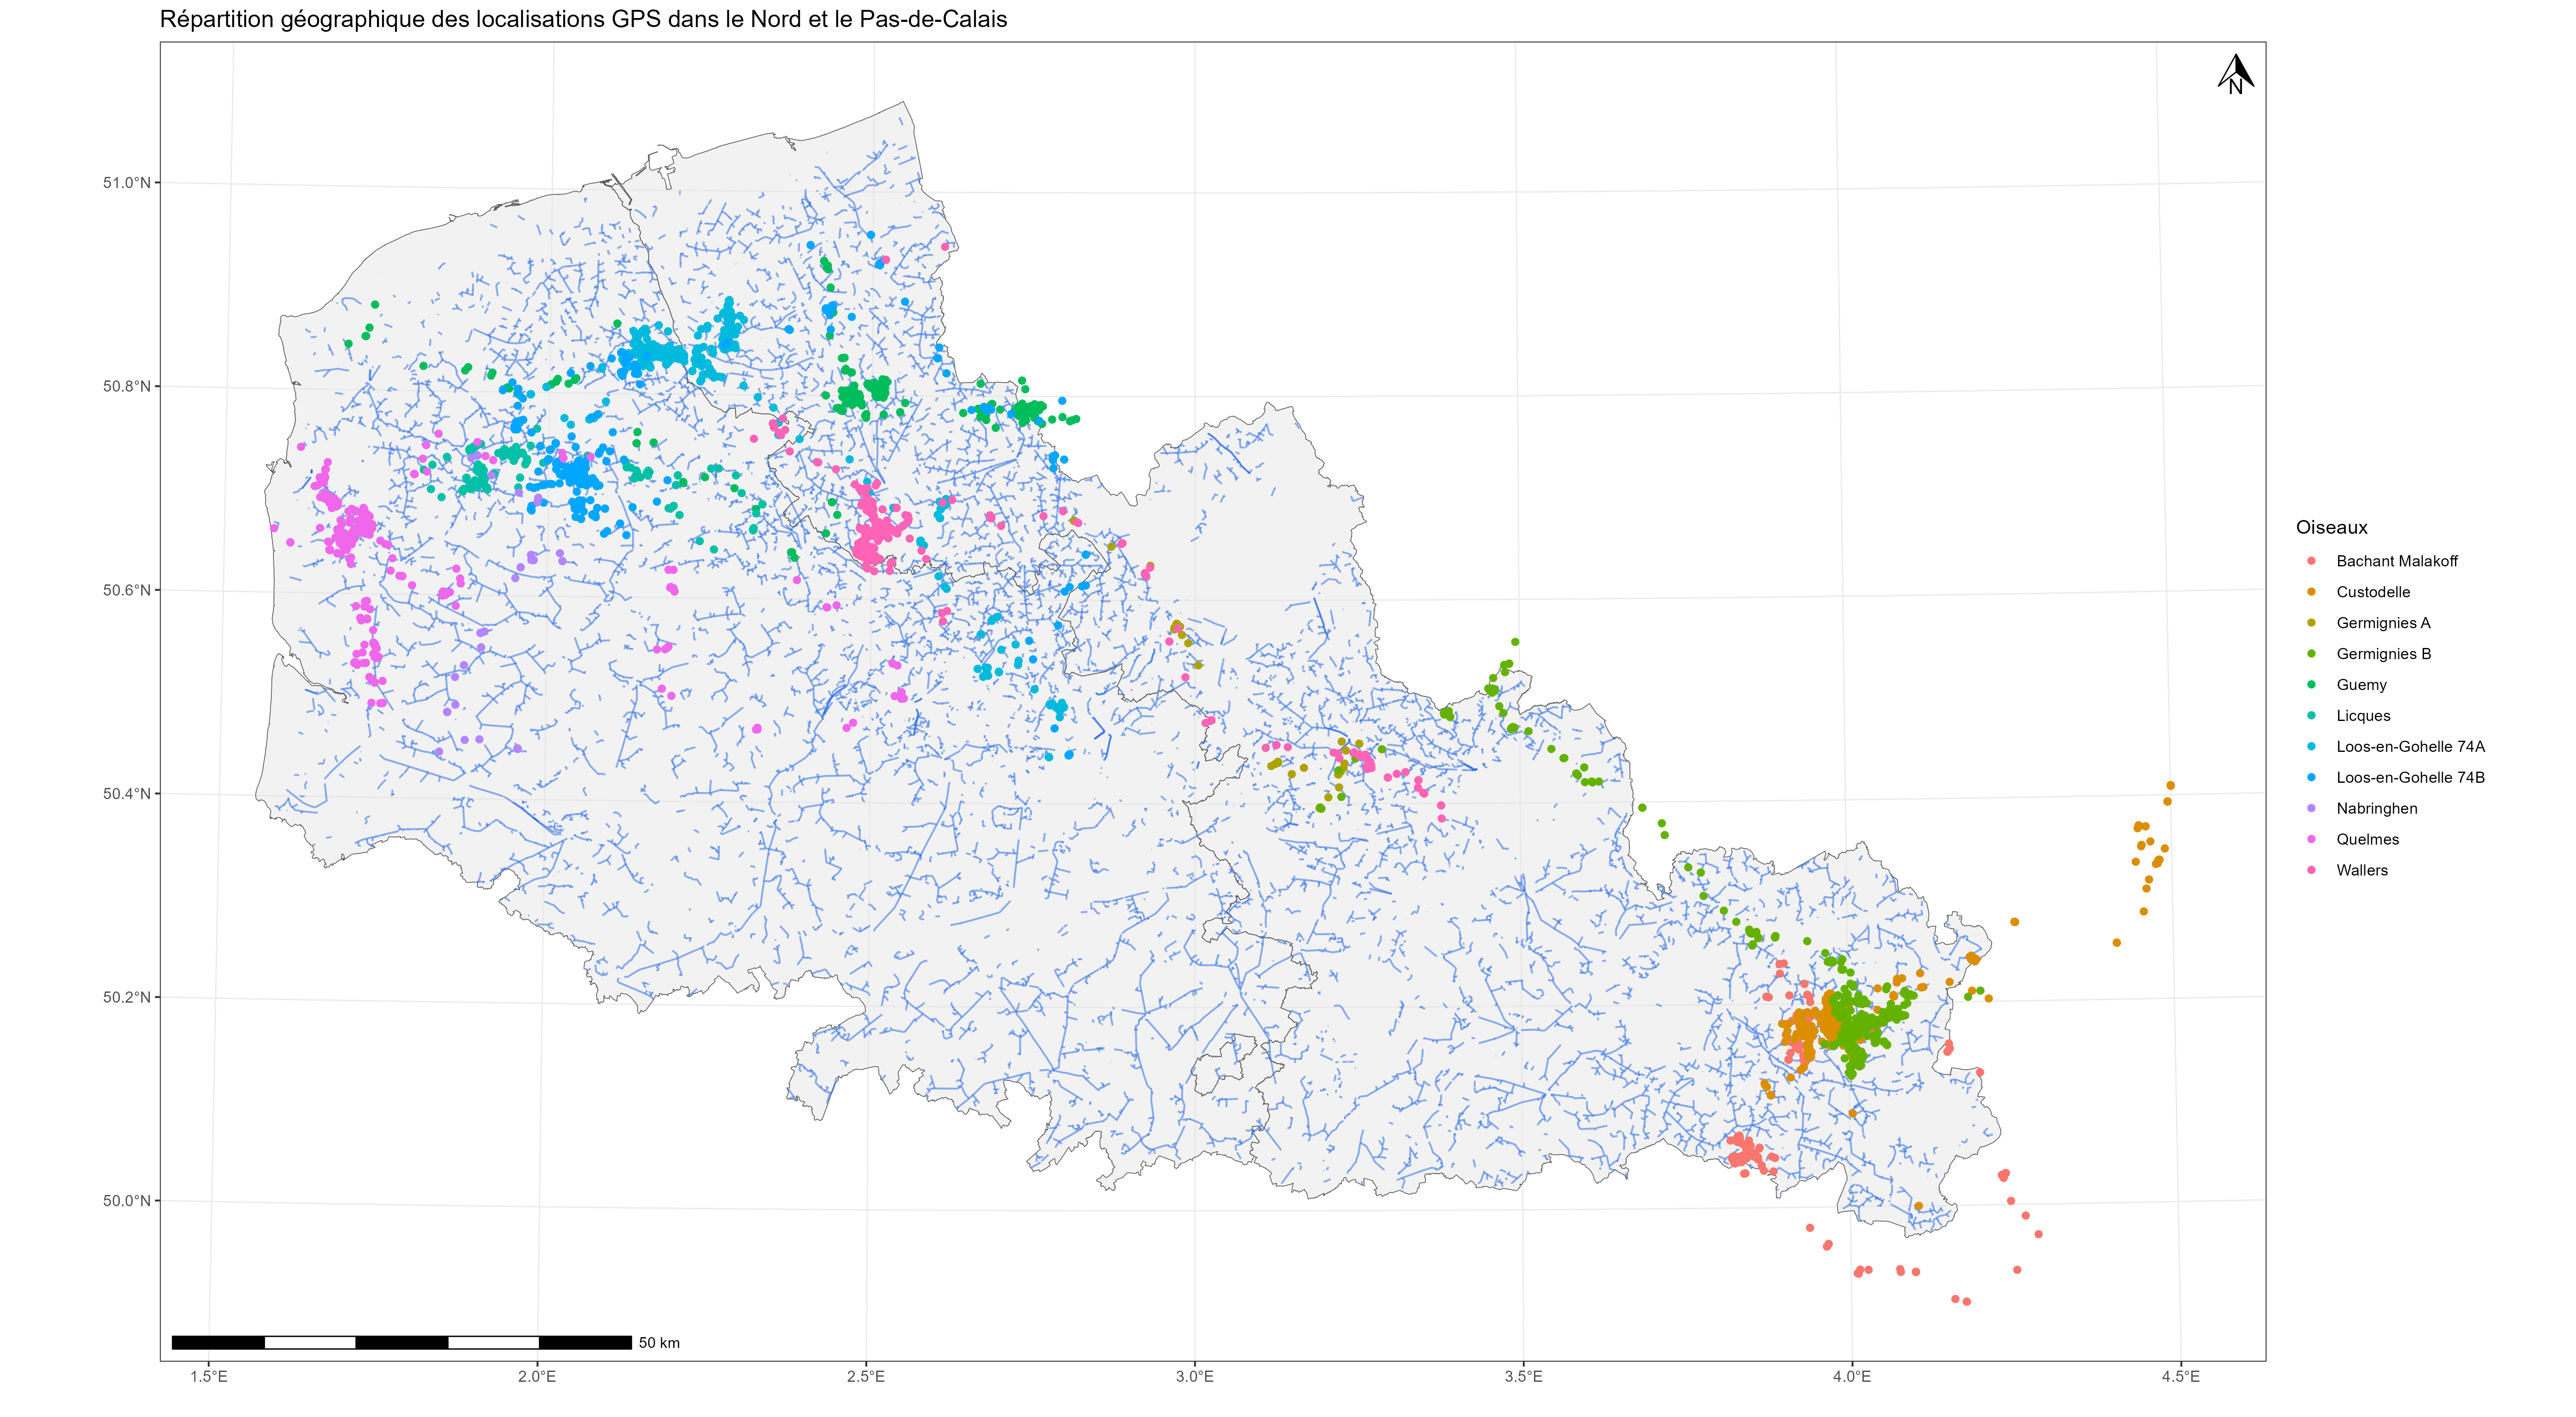 Répartition géographique des localisations GPS dans le Nord et le Pas-de-Calais
N
51.0°N
50.8°N
50.6°N
50.4°N
50.2°N
50.0°N
50 km
1.5°E
2.0°E
2.5°E
3.0°E
3.5°E
4.0°E
4.5°E
Oiseaux
Bachant Malakoff
Custodelle
Germignies A
Germignies B
Guemy
Licques
Loos-en-Gohelle 74A
Loos-en-Gohelle 74B
Nabringhen
Quelmes
Wallers